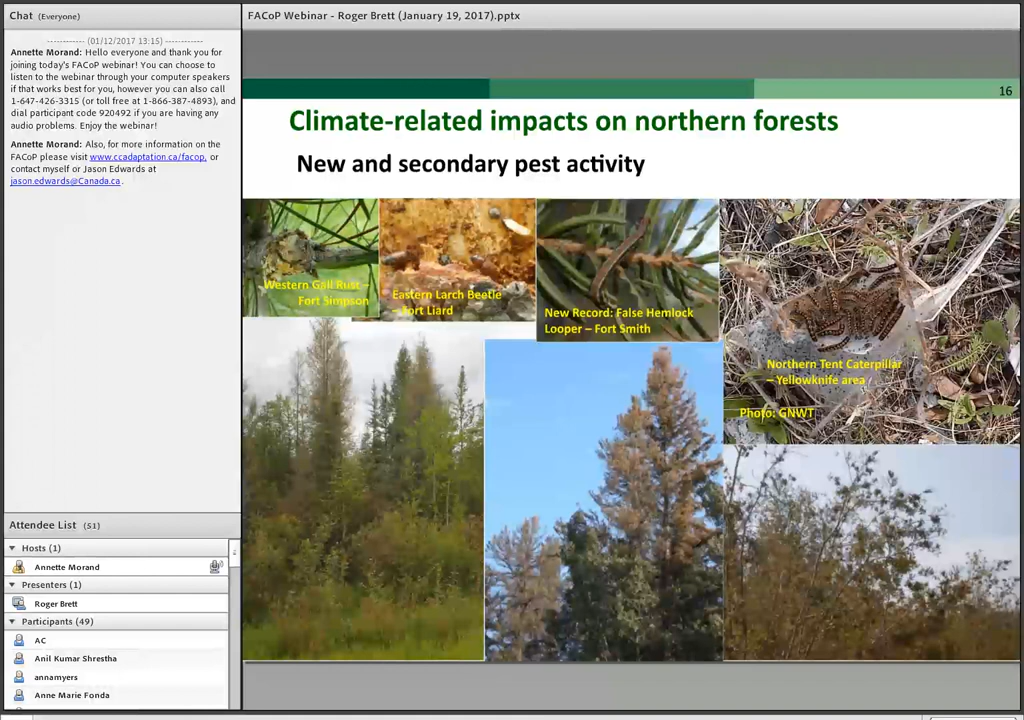 Chat (Everyone)
------------ (01/12/2017 13:15) ------------
Annette Morand: Hello everyone and thank you for
joining today's FACoP webinar! You can choose to
listen to the webinar through your computer speakers
if that works best for you, however you can also call
1-647-426-3315 (or toll free at 1-866-387-4893), and
dial participant code 920492 if you are having any
audio problems. Enjoy the webinar!
Annette Morand: Also, for more information on the
FACoP please visit www.ccadaptation.ca/facop, or
contact myself or Jason Edwards at
jason.edwards@Canada.ca .
Attendee List (51)
Hosts (1)
Annette Morand
Presenters (1)
Roger Brett
Participants (49)
AC
Anil Kumar Shrestha
annamyers
Anne Marie Fonda
FACoP Webinar - Roger Brett (January 19, 2017).pptx
16
Climate-related impacts on northern forests
New and secondary pest activity
Western Gall Rust –
Fort Simpson
Eastern Larch Beetle
– Fort Liard
New Record: False Hemlock
Looper – Fort Smith
Northern Tent Caterpillar
– Yellowknife area
Photo: GNWT